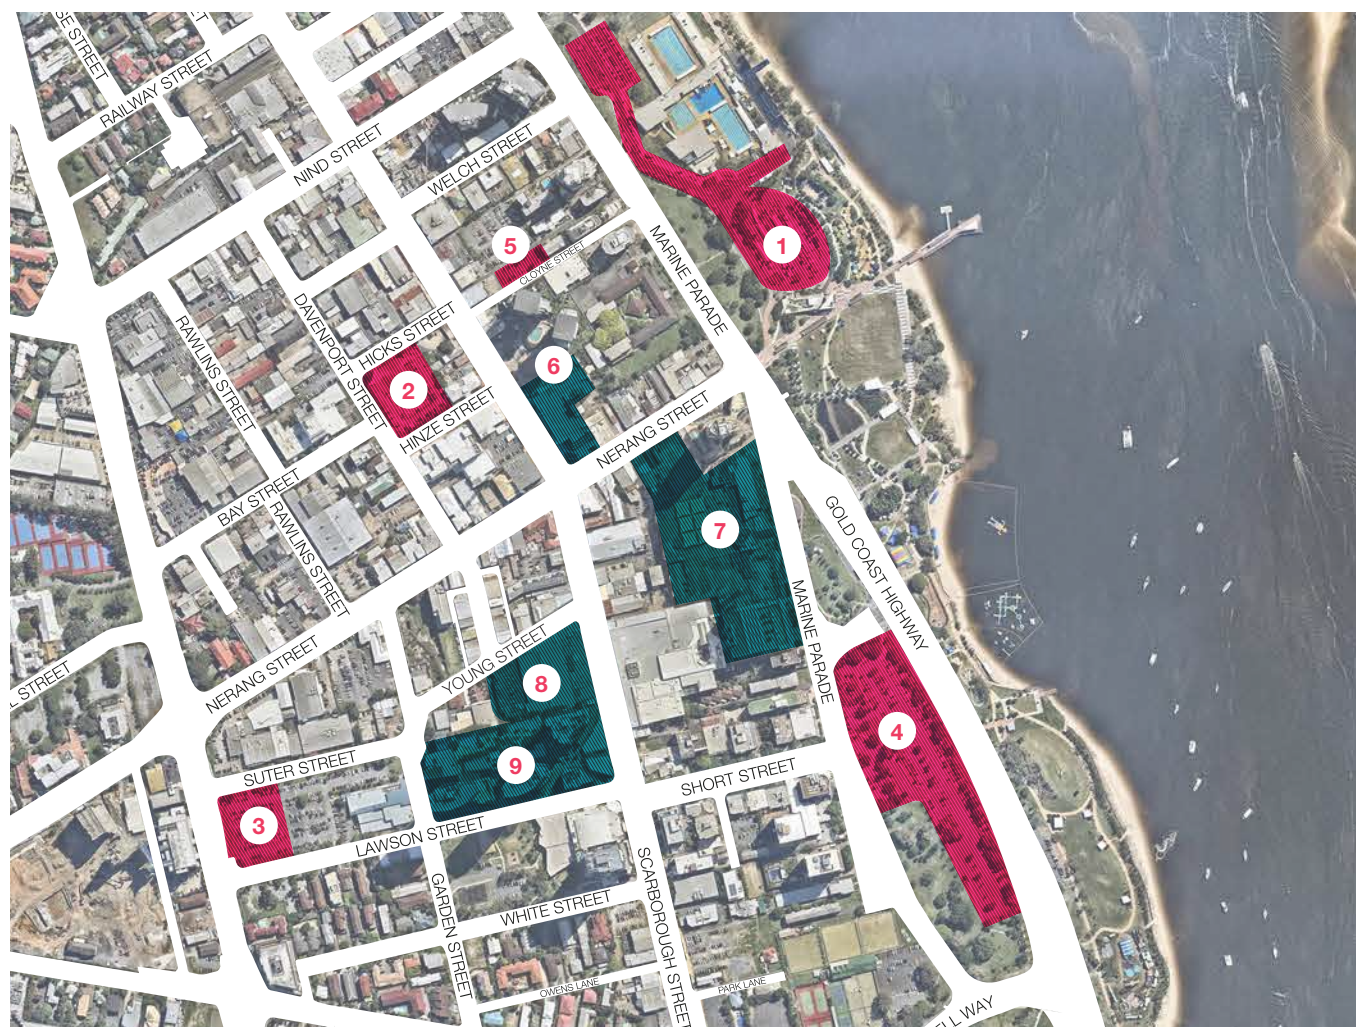 RAILWAY STREET
NIND STREET
WELCH STREET
1
5
CLOYNE STREET
MARINE PARADE
DAVENPORT STREET
HICKS STREET
RAWLINS STREET
6
2
HINZE STREET
NERANG STREET
BAY STREET
RAWLINS STREET
7
GOLD COAST HIGHWAY
MARINE PARADE
NERANG STREET
YOUNG STREET
8
4
9
SUTER STREET
SHORT STREET
3
LAWSON STREET
SCARBOROUGH STREET
GARDEN STREET
WHITE STREET
OWENS LANE
PARK LANE